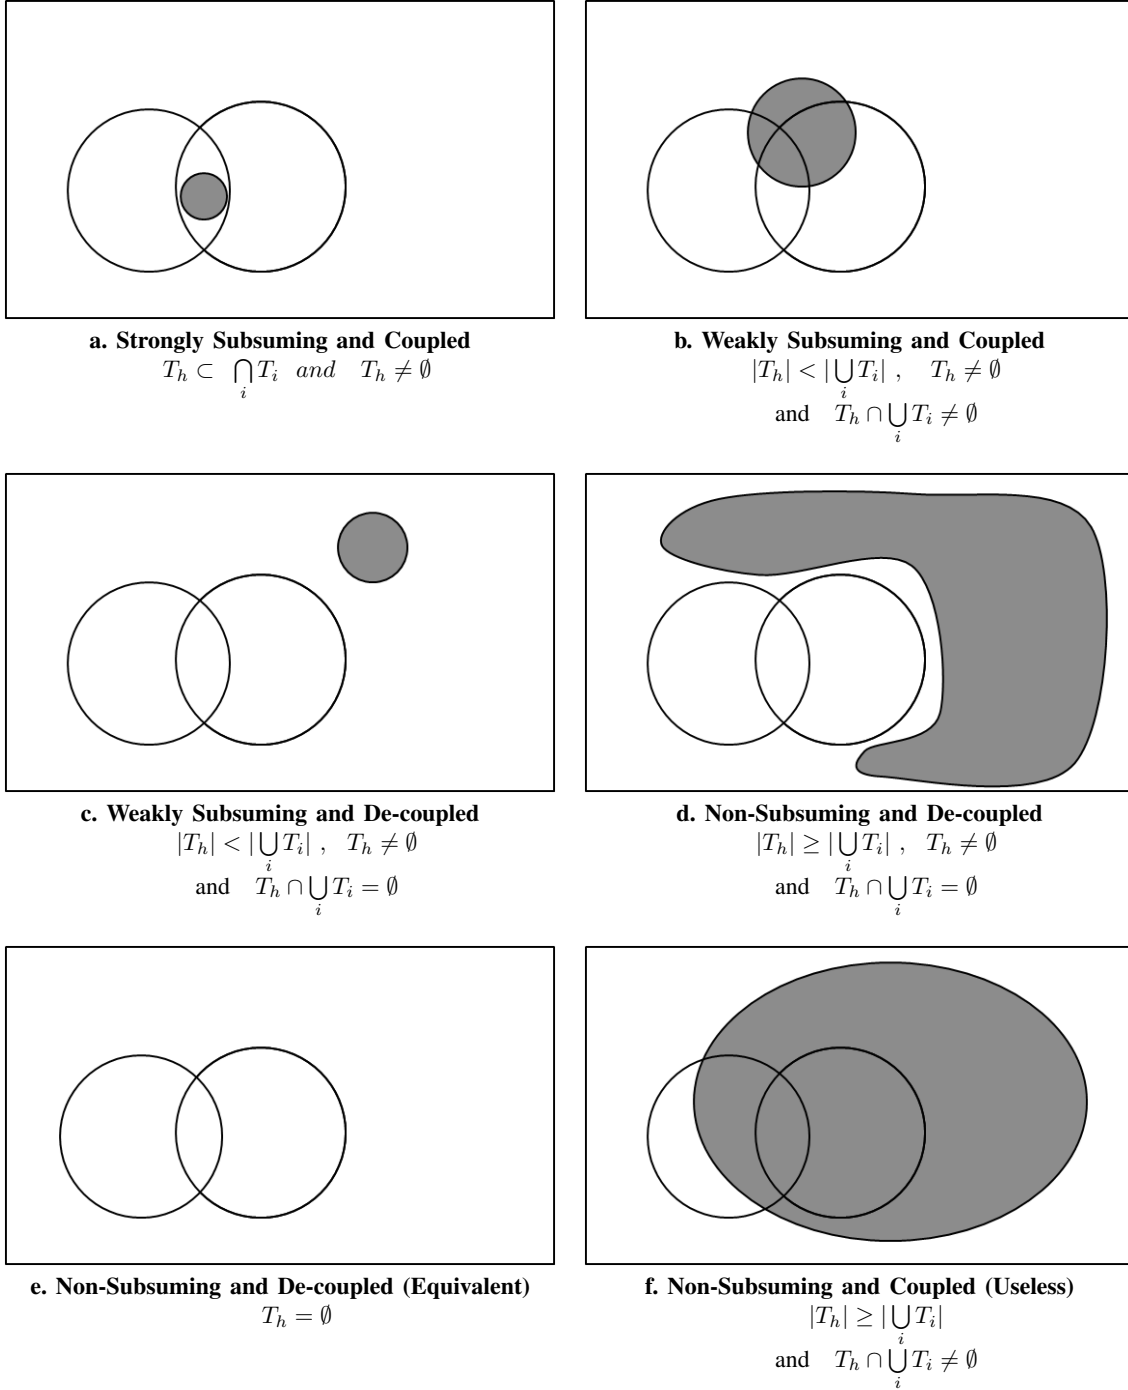 a. Strongly Subsuming and Coupled
T_h ⊂ ⋂_i T_i and T_h ≠ ∅
b. Weakly Subsuming and Coupled
|T_h| < |⋃_i T_i| , T_h ≠ ∅
and T_h ∩ ⋃_i T_i ≠ ∅
c. Weakly Subsuming and De-coupled
|T_h| < |⋃_i T_i| , T_h ≠ ∅
and T_h ∩ ⋃_i T_i = ∅
d. Non-Subsuming and De-coupled
|T_h| ≥ |⋃_i T_i| , T_h ≠ ∅
and T_h ∩ ⋃_i T_i = ∅
e. Non-Subsuming and De-coupled (Equivalent)
T_h = ∅
f. Non-Subsuming and Coupled (Useless)
|T_h| ≥ |⋃_i T_i|
and T_h ∩ ⋃_i T_i ≠ ∅